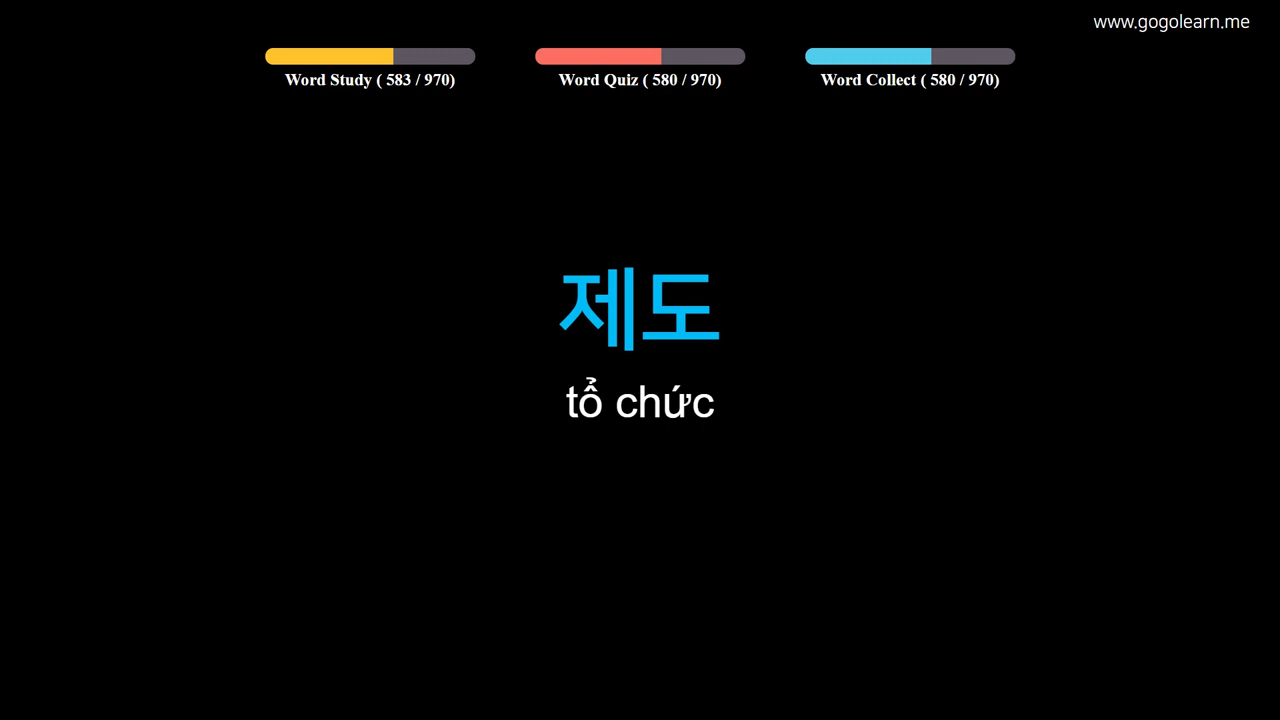 www.gogolearn.me
Word Study ( 583 / 970)
Word Quiz ( 580 / 970)
Word Collect ( 580 / 970)
제도
tổ chức